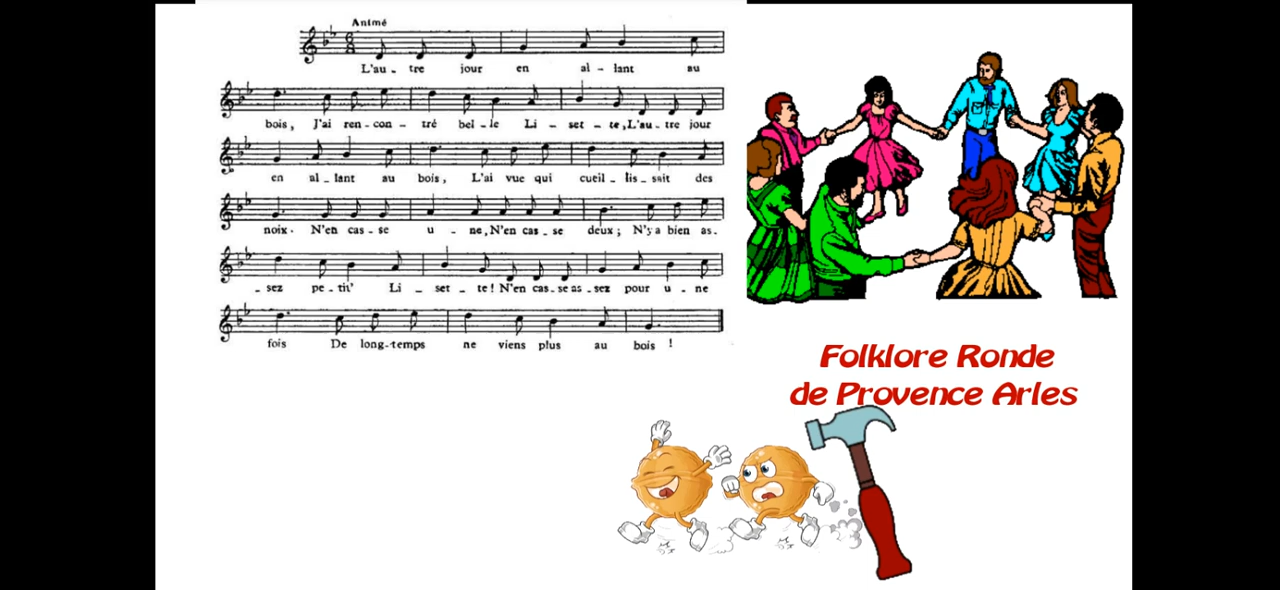 Animé
L'au - tre jour en al - lant au
bois, J'ai ren - con - tré bel - le Li - set - te, L'au - tre jour
en al - lant au bois, L'ai vue qui cueil - lis - sait des
noix. N'en cas - se u - ne, N'en cas - se deux; N'y a bien as -
- sez pe - tit' Li - set - te! N'en cas - se as - sez pour u - ne
fois De long - temps ne viens plus au bois !
Folklore Ronde
de Provence Arles